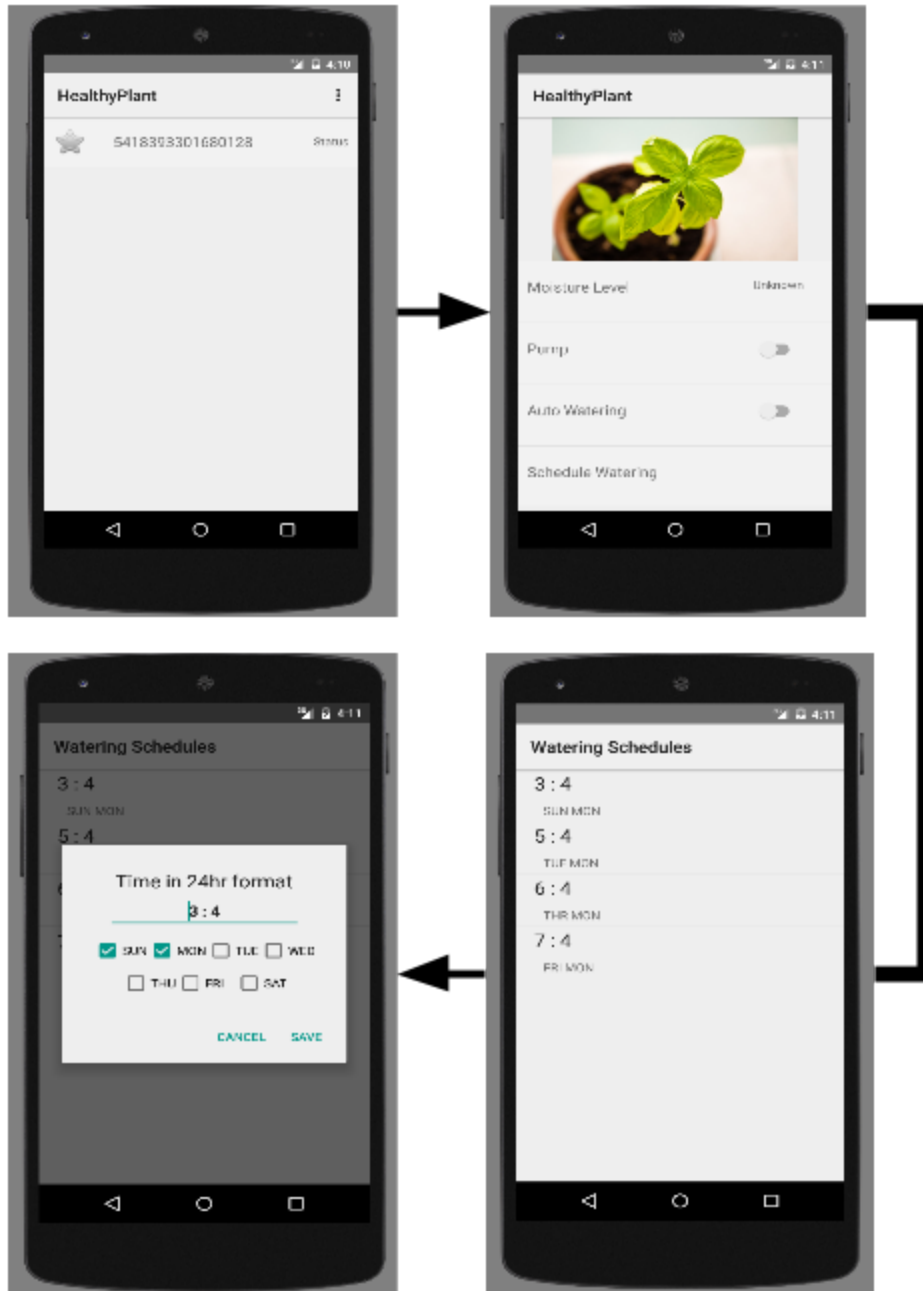 4:10
HealthyPlant
5418393301680128 Status
4:11
HealthyPlant
Moisture Level Unknown
Pump
Auto Watering
Schedule Watering
4:11
Watering Schedules
3 : 4
SUN MON
5 : 4
TUE MON
6 : 4
THR MON
7 : 4
FRI MON
4:11
Watering Schedules
3 : 4
SUN MON
5 : 4
Time in 24hr format
3 : 4
SUN MON TUE WED
THU FRI SAT
CANCEL SAVE